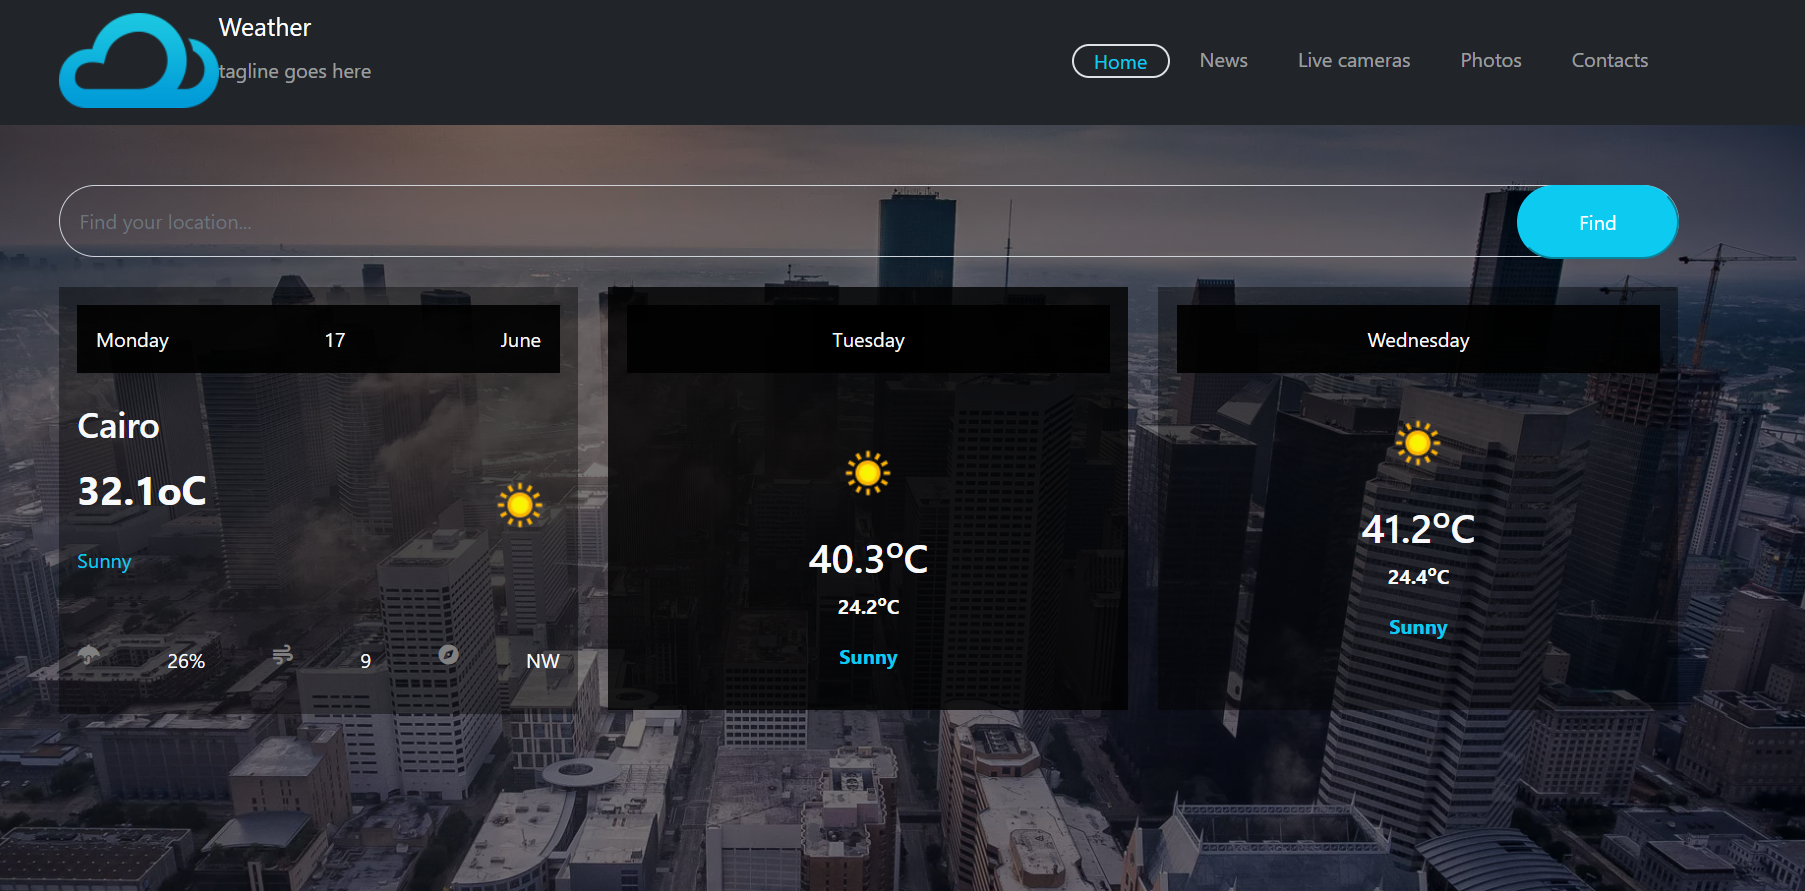 Weather
tagline goes here
Home News Live cameras Photos Contacts
Find your location...
Find
Monday 17 June
Cairo
32.1oC
Sunny
26% 9 NW
Tuesday
40.3°C
24.2°C
Sunny
Wednesday
41.2°C
24.4°C
Sunny